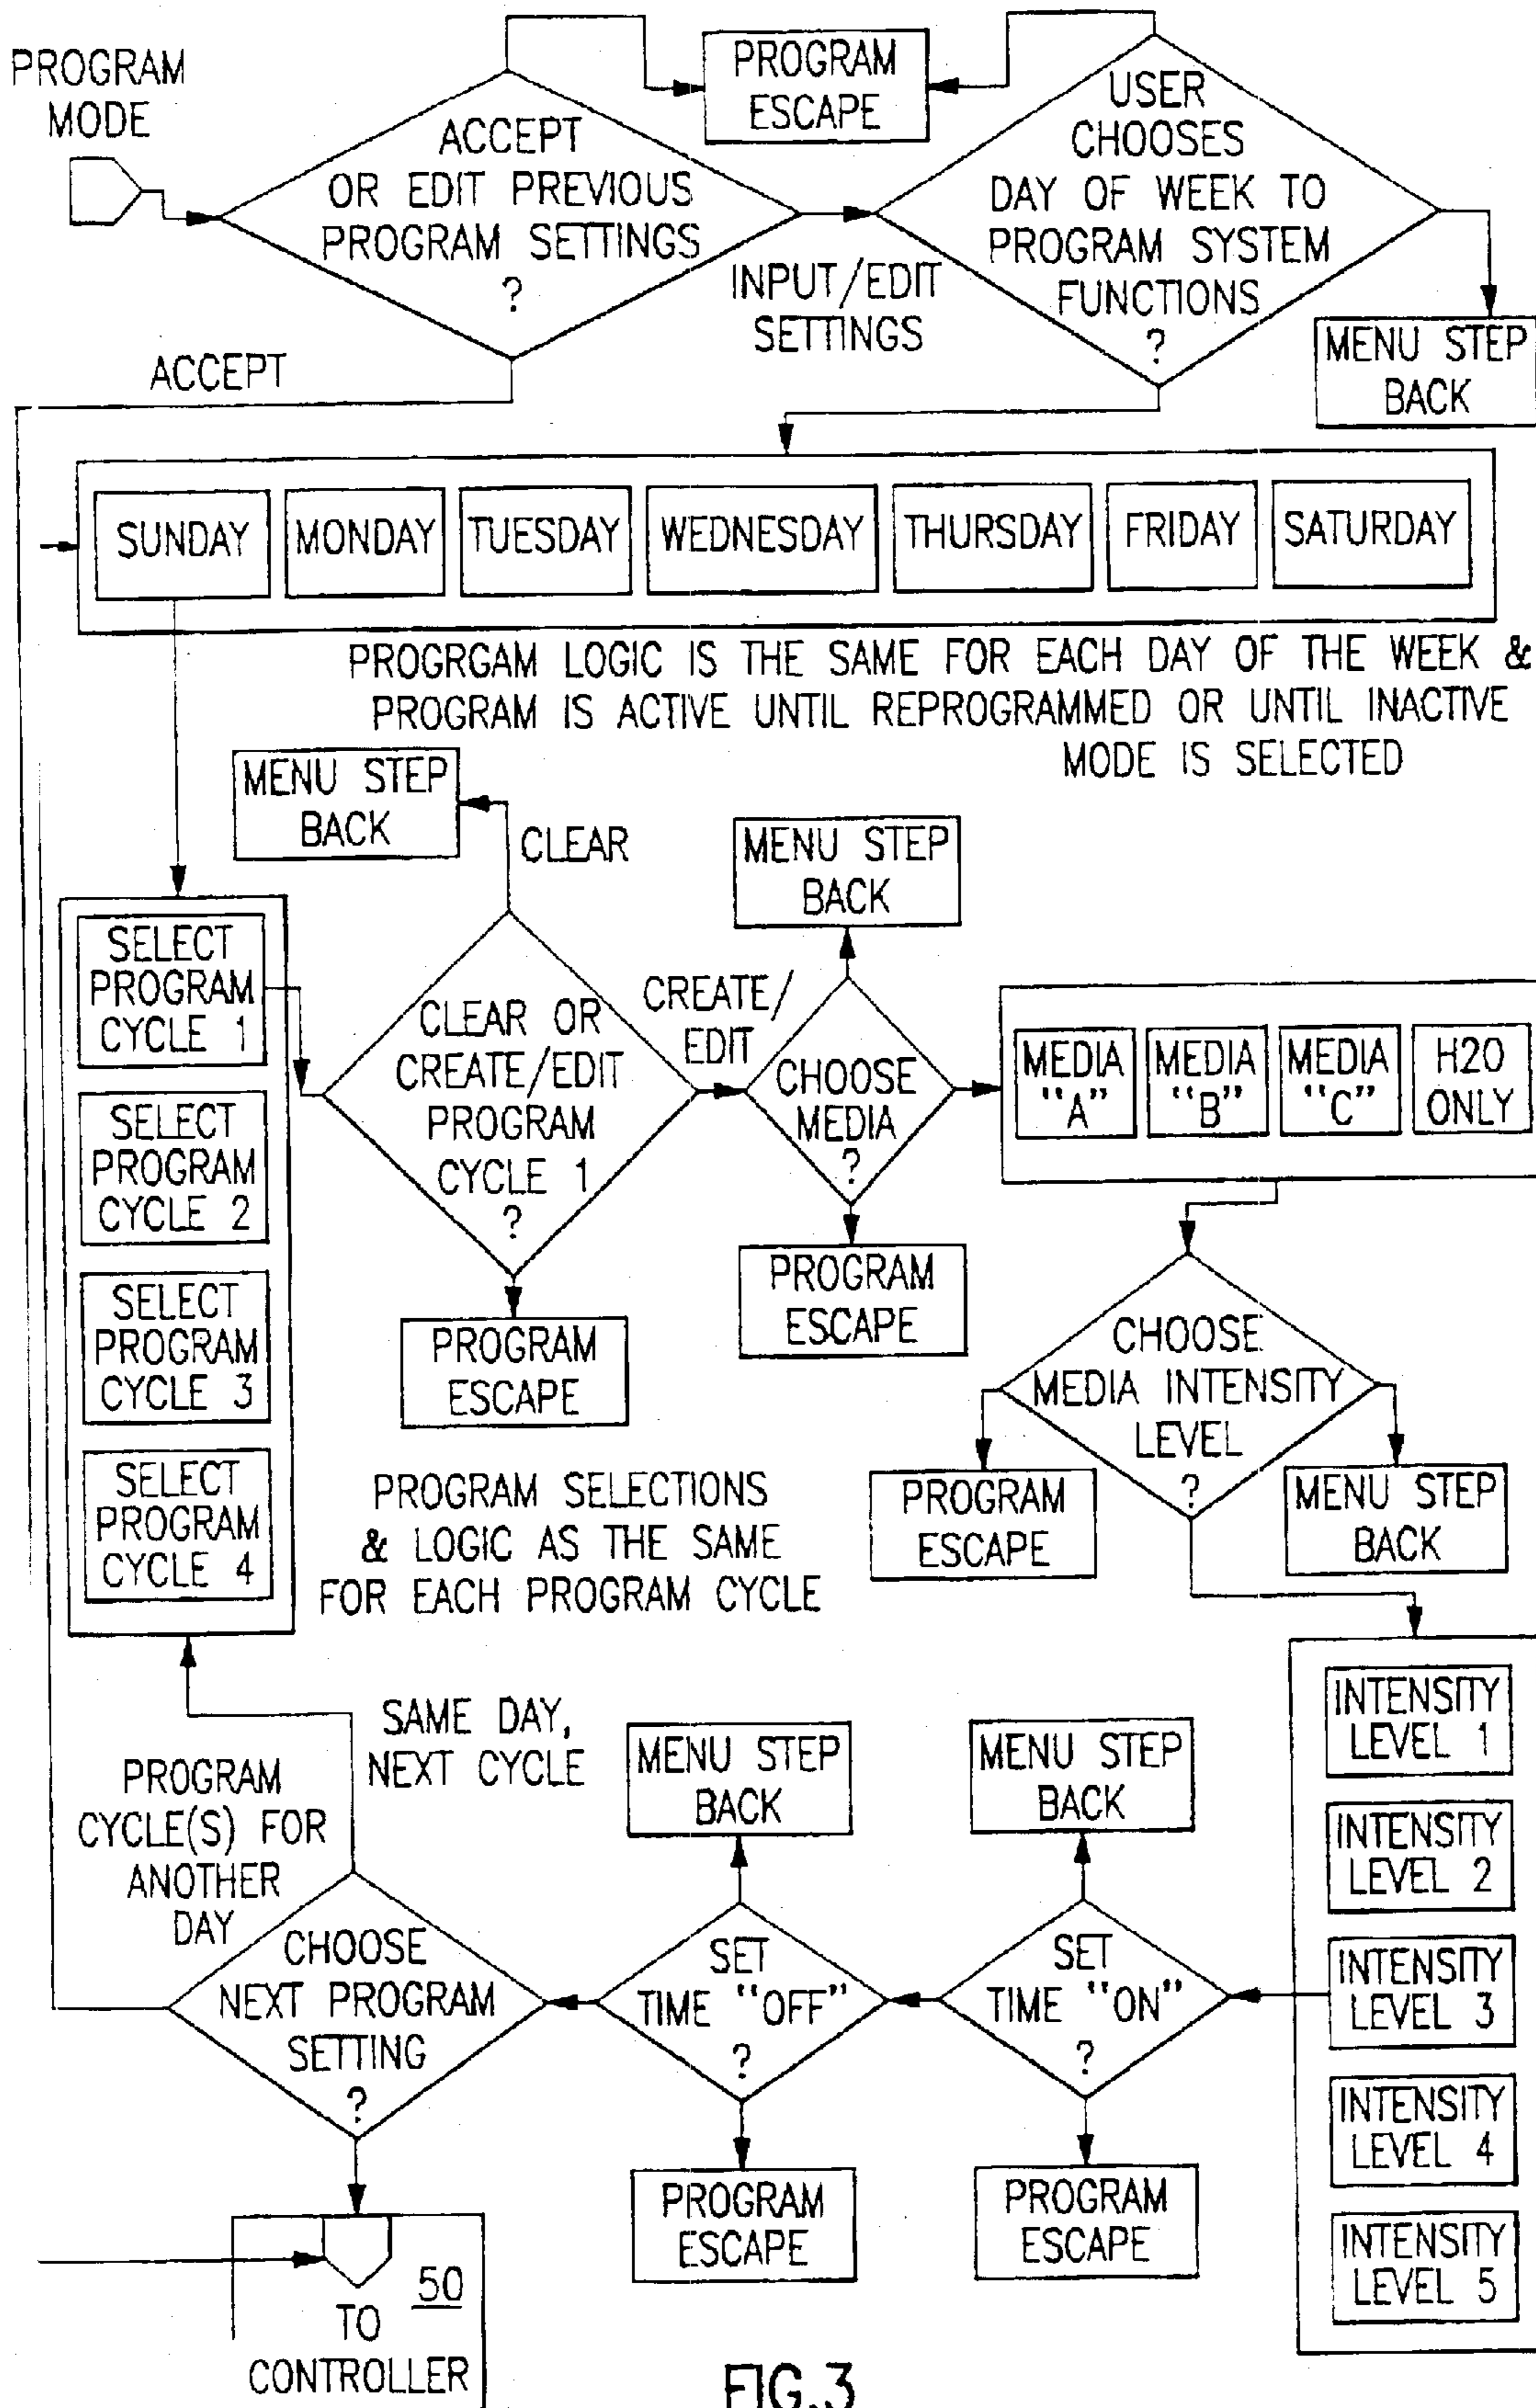 PROGRAM
MODE
ACCEPT
OR EDIT PREVIOUS
PROGRAM SETTINGS
?
PROGRAM
ESCAPE
USER
CHOOSES
DAY OF WEEK TO
PROGRAM SYSTEM
FUNCTIONS
?
INPUT/EDIT
SETTINGS
MENU STEP
BACK
ACCEPT
SUNDAY
MONDAY
TUESDAY
WEDNESDAY
THURSDAY
FRIDAY
SATURDAY
PROGRGAM LOGIC IS THE SAME FOR EACH DAY OF THE WEEK &
PROGRAM IS ACTIVE UNTIL REPROGRAMMED OR UNTIL INACTIVE
MODE IS SELECTED
MENU STEP
BACK
CLEAR
MENU STEP
BACK
SELECT
PROGRAM
CYCLE 1
SELECT
PROGRAM
CYCLE 2
SELECT
PROGRAM
CYCLE 3
SELECT
PROGRAM
CYCLE 4
CLEAR OR
CREATE/EDIT
PROGRAM
CYCLE 1
?
CREATE/
EDIT
CHOOSE
MEDIA
?
MEDIA
"A"
MEDIA
"B"
MEDIA
"C"
H2O
ONLY
PROGRAM
ESCAPE
PROGRAM
ESCAPE
CHOOSE
MEDIA INTENSITY
LEVEL
?
PROGRAM
ESCAPE
MENU STEP
BACK
PROGRAM SELECTIONS
& LOGIC AS THE SAME
FOR EACH PROGRAM CYCLE
INTENSITY
LEVEL 1
INTENSITY
LEVEL 2
INTENSITY
LEVEL 3
INTENSITY
LEVEL 4
INTENSITY
LEVEL 5
SAME DAY,
NEXT CYCLE
PROGRAM
CYCLE(S) FOR
ANOTHER
DAY
MENU STEP
BACK
MENU STEP
BACK
CHOOSE
NEXT PROGRAM
SETTING
?
SET
TIME "OFF"
?
SET
TIME "ON"
?
PROGRAM
ESCAPE
PROGRAM
ESCAPE
50
TO
CONTROLLER
FIG.3